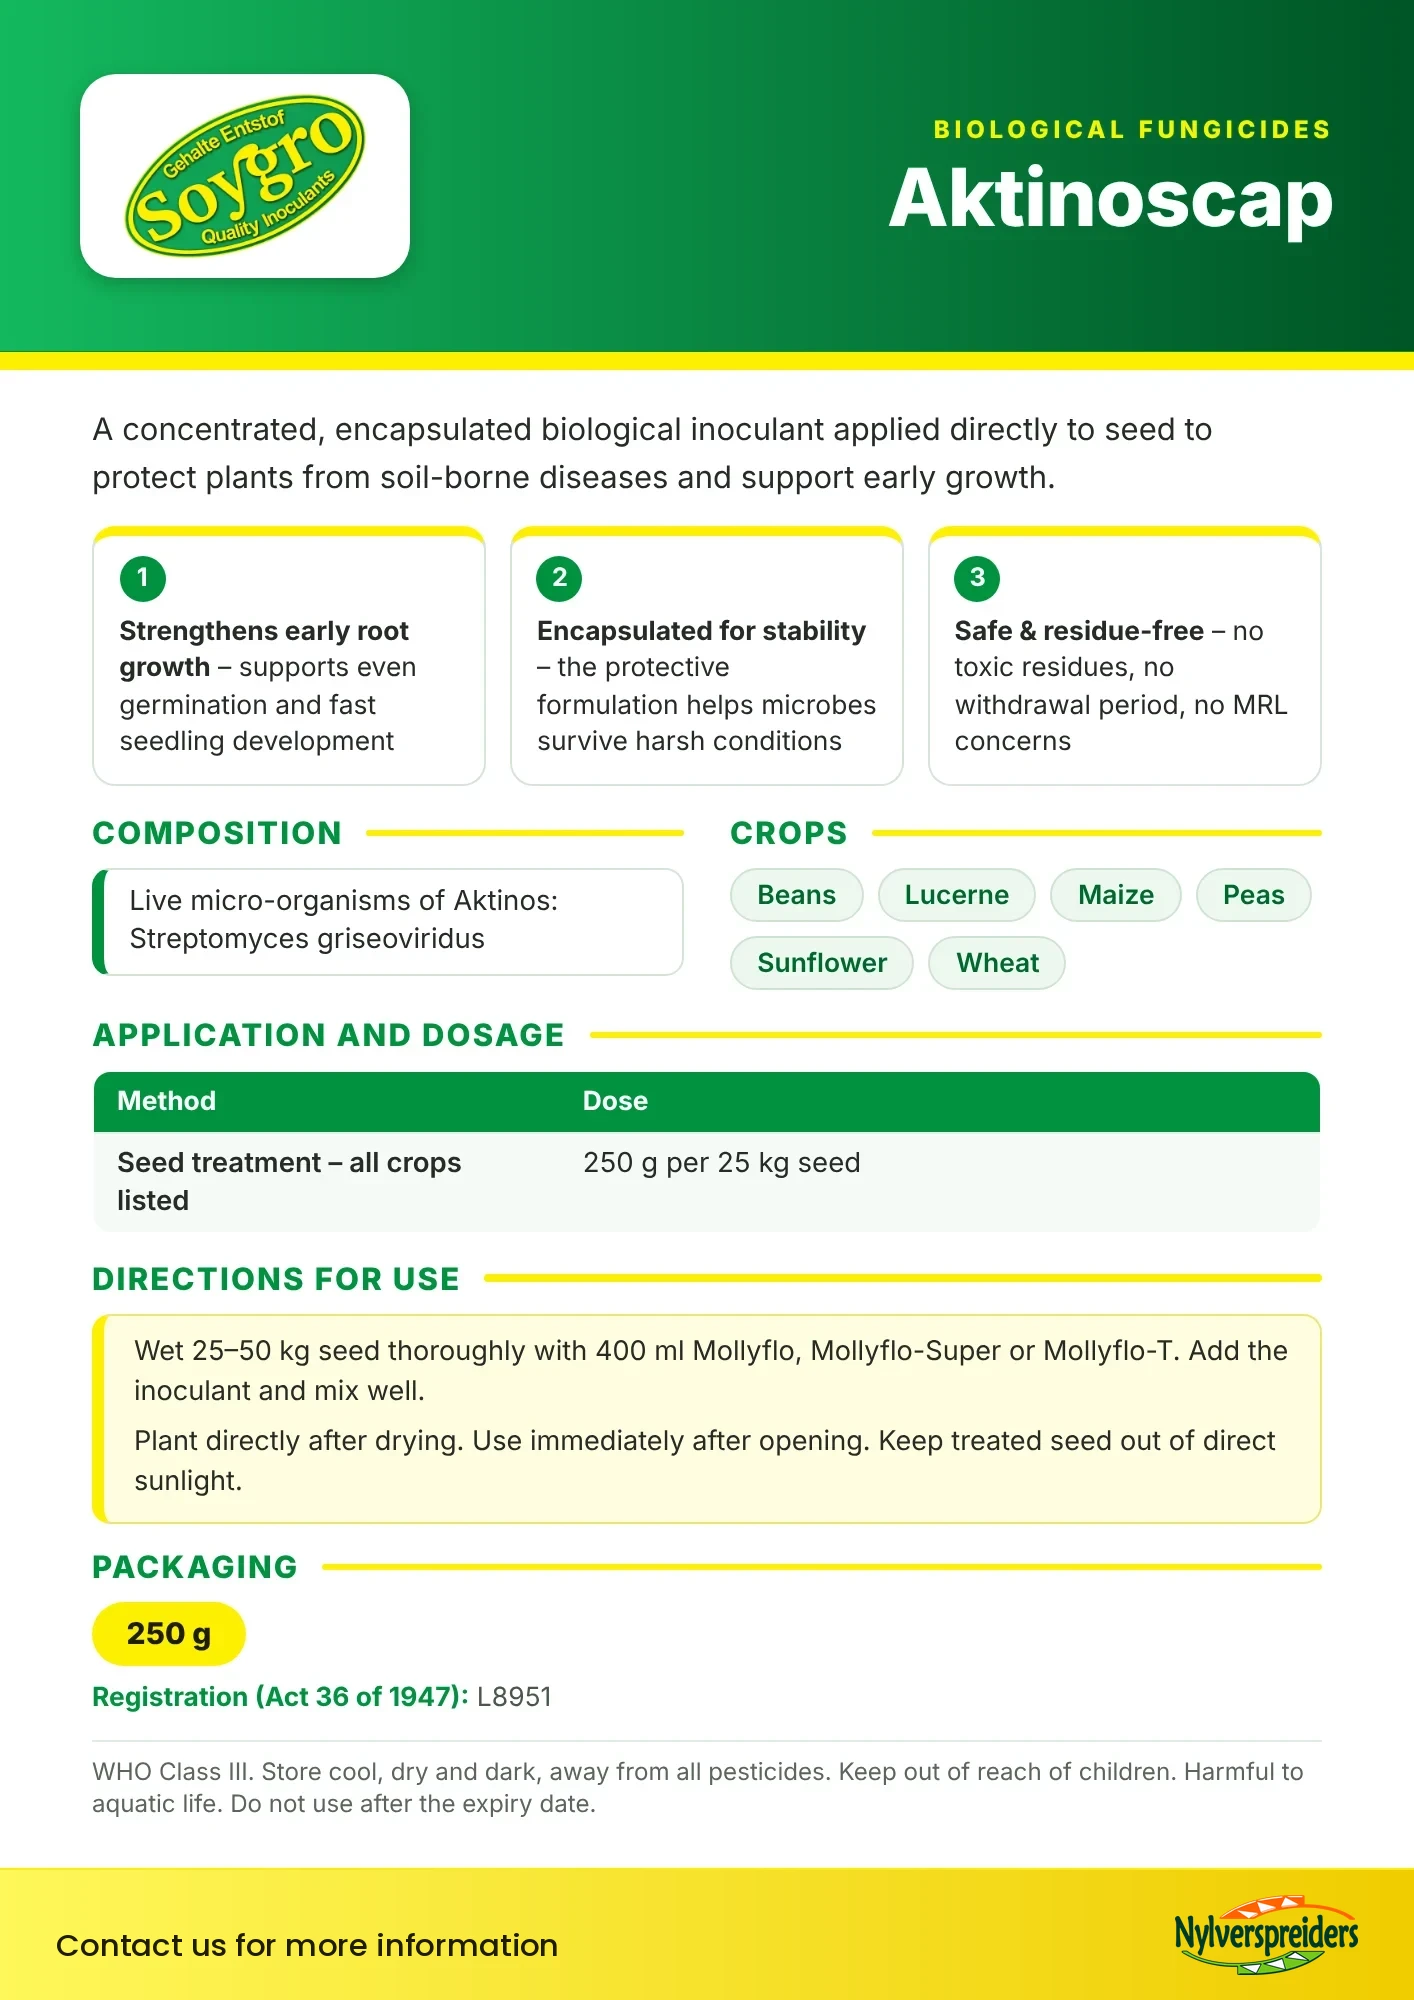 Gehalte Entstof
Soygro
Quality Inoculants
BIOLOGICAL FUNGICIDES
Aktinoscap
A concentrated, encapsulated biological inoculant applied directly to seed to
protect plants from soil-borne diseases and support early growth.
1
Strengthens early root
growth – supports even
germination and fast
seedling development
2
Encapsulated for stability
– the protective
formulation helps microbes
survive harsh conditions
3
Safe & residue-free – no
toxic residues, no
withdrawal period, no MRL
concerns
COMPOSITION
Live micro-organisms of Aktinos:
Streptomyces griseoviridus
CROPS
Beans Lucerne Maize Peas
Sunflower Wheat
APPLICATION AND DOSAGE
Method Dose
Seed treatment – all crops 250 g per 25 kg seed
listed
DIRECTIONS FOR USE
Wet 25–50 kg seed thoroughly with 400 ml Mollyflo, Mollyflo-Super or Mollyflo-T. Add the
inoculant and mix well.
Plant directly after drying. Use immediately after opening. Keep treated seed out of direct
sunlight.
PACKAGING
250 g
Registration (Act 36 of 1947): L8951
WHO Class III. Store cool, dry and dark, away from all pesticides. Keep out of reach of children. Harmful to
aquatic life. Do not use after the expiry date.
Contact us for more information
Nylverspreiders